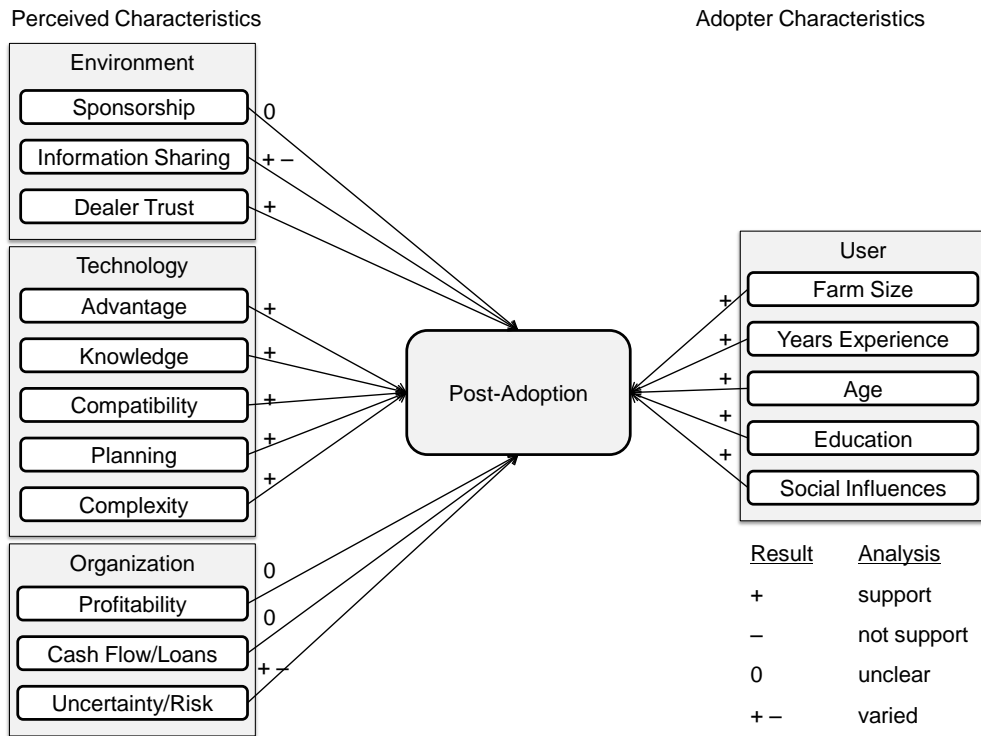 Perceived Characteristics
Adopter Characteristics
Environment
Sponsorship
0
Information Sharing
+ –
Dealer Trust
+
Technology
Advantage
+
Knowledge
+
Compatibility
+
Planning
+
Complexity
+
Organization
Profitability
0
Cash Flow/Loans
0
Uncertainty/Risk
+ –
Post-Adoption
User
+
Farm Size
+
Years Experience
+
Age
+
Education
+
Social Influences
Result Analysis
+ support
– not support
0 unclear
+ – varied